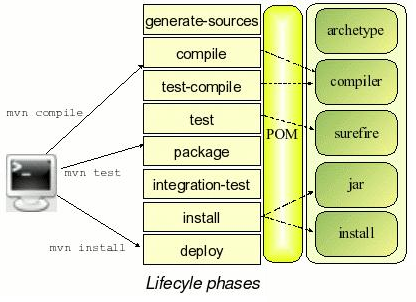 generate-sources
compile
test-compile
test
package
integration-test
install
deploy
mvn compile
mvn test
mvn install
>_
POM
archetype
compiler
surefire
jar
install
Lifecyle phases